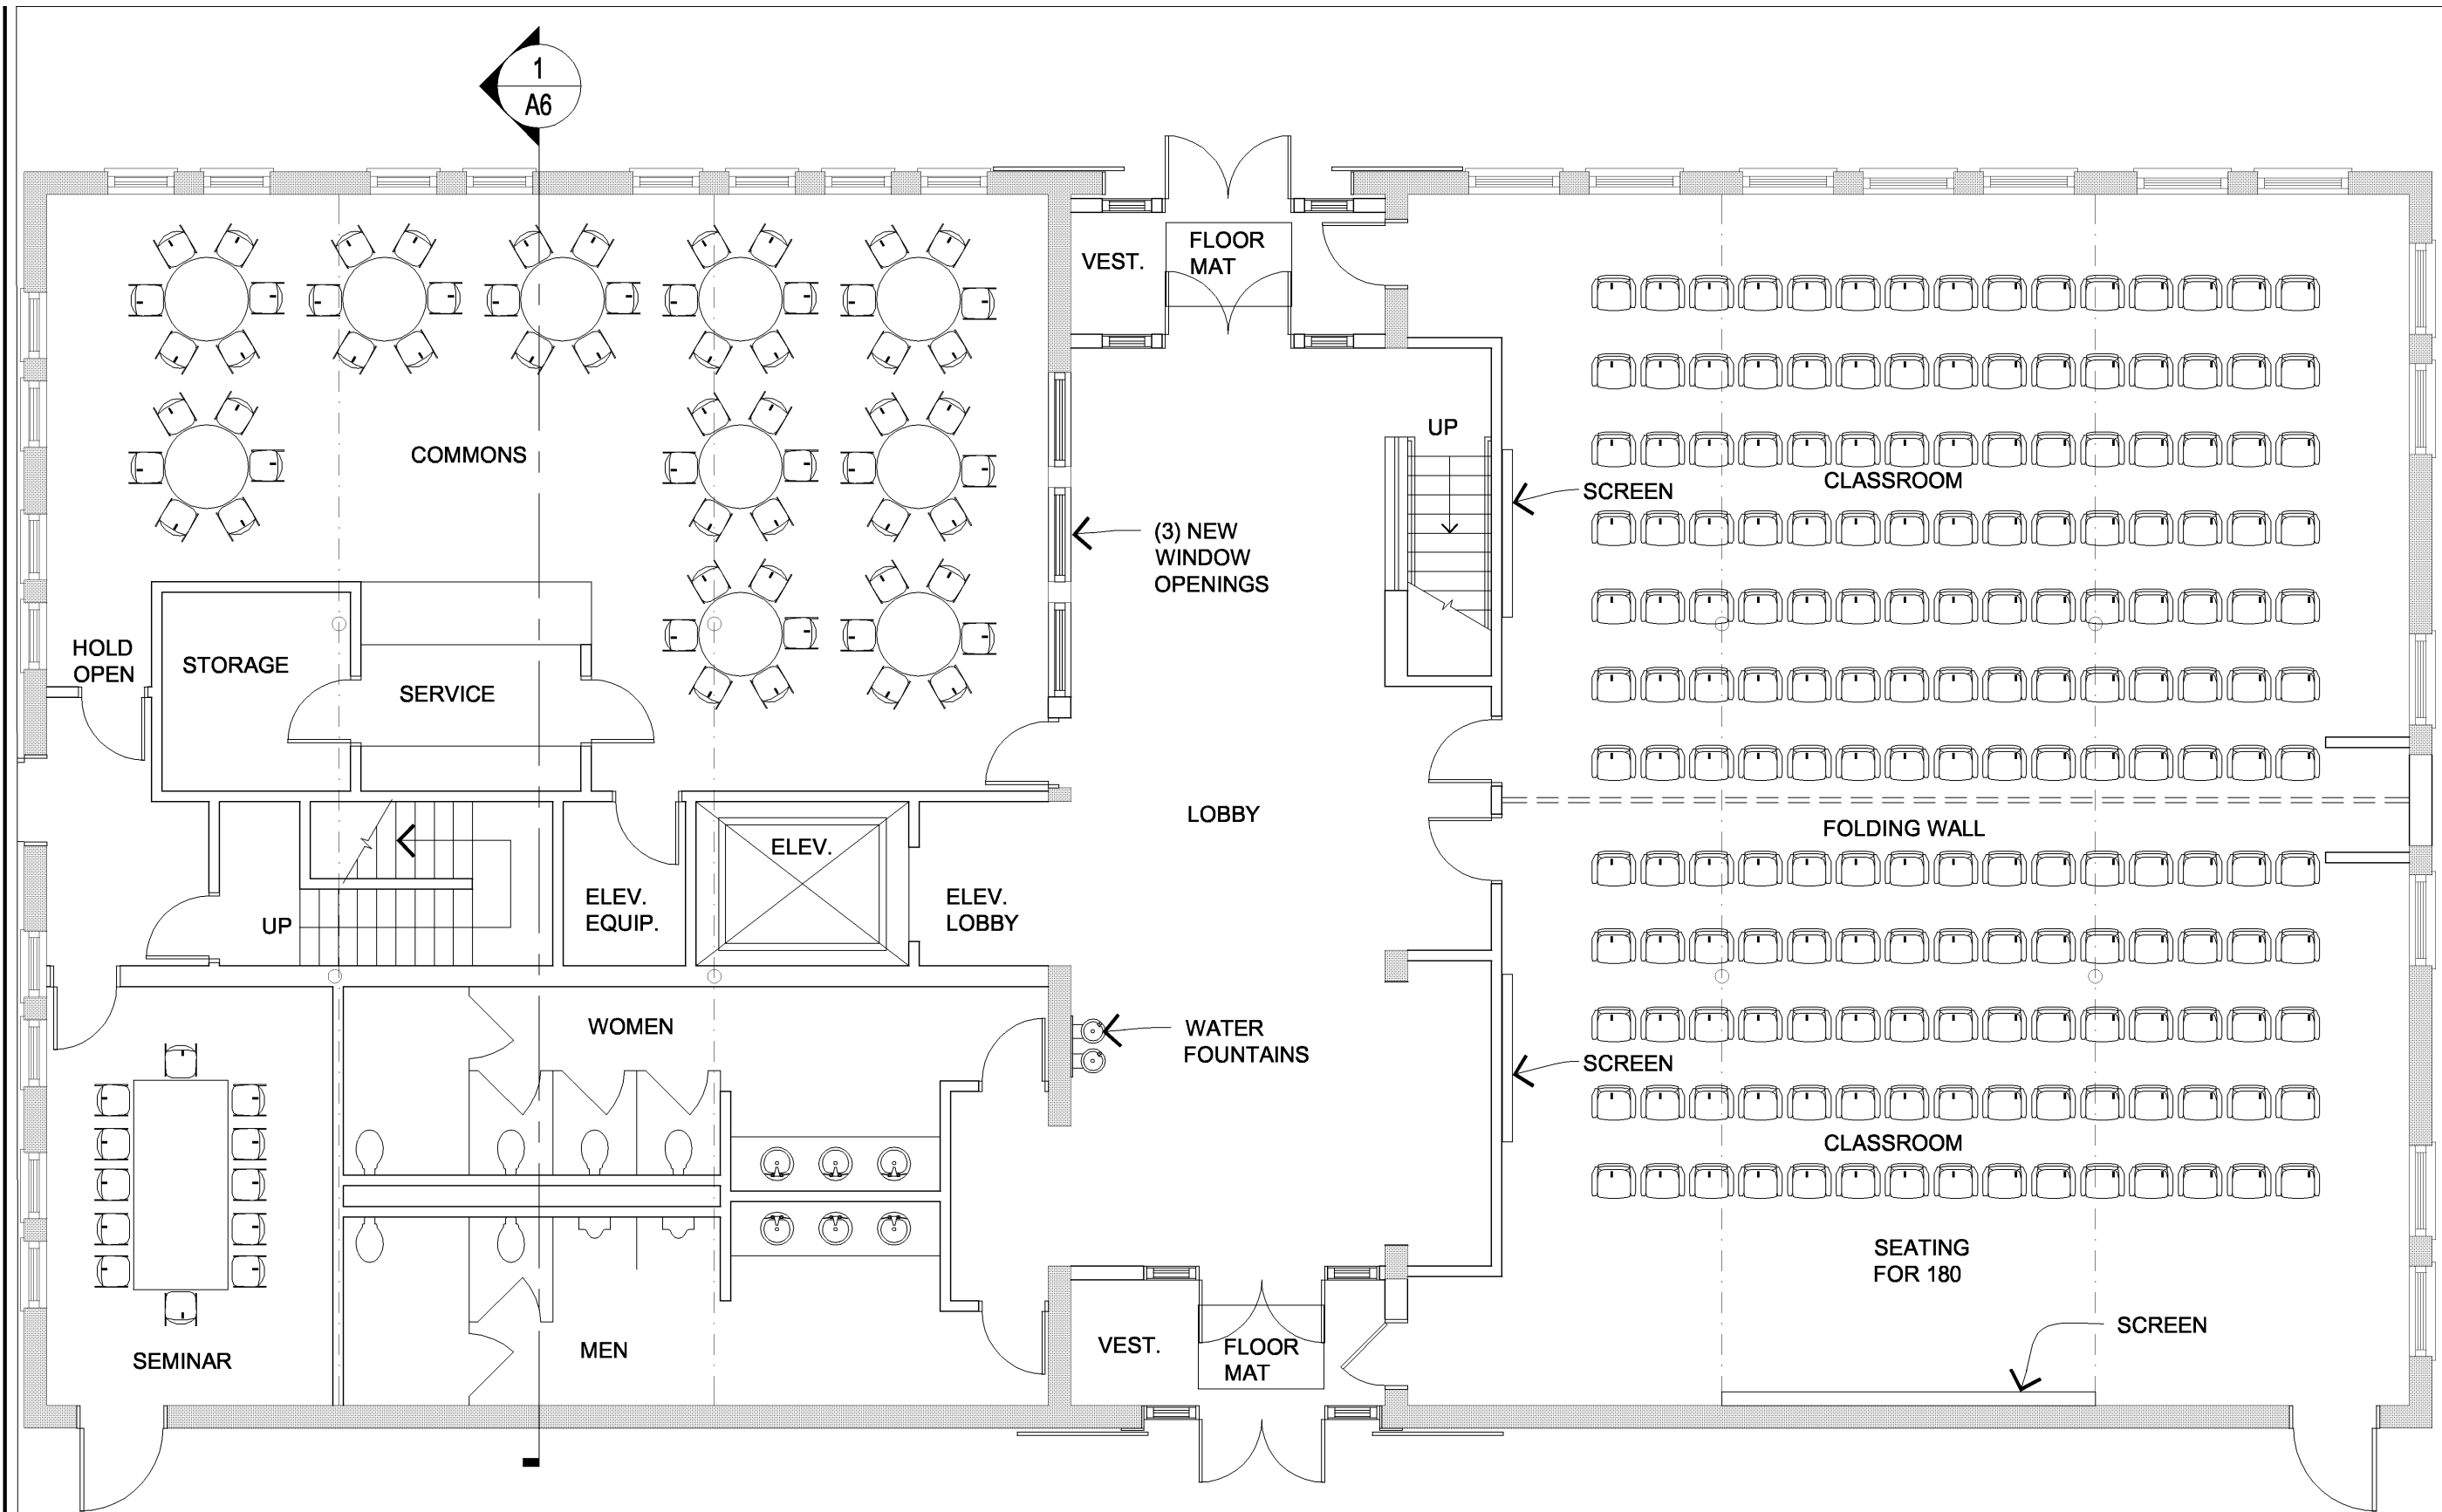 1
A6
FLOOR
MAT
VEST.
UP
COMMONS
CLASSROOM
SCREEN
(3) NEW
WINDOW
OPENINGS
HOLD
OPEN
STORAGE
SERVICE
LOBBY
FOLDING WALL
ELEV.
ELEV.
EQUIP.
ELEV.
LOBBY
UP
WOMEN
WATER
FOUNTAINS
SCREEN
CLASSROOM
SEATING
FOR 180
SCREEN
SEMINAR
MEN
VEST.
FLOOR
MAT